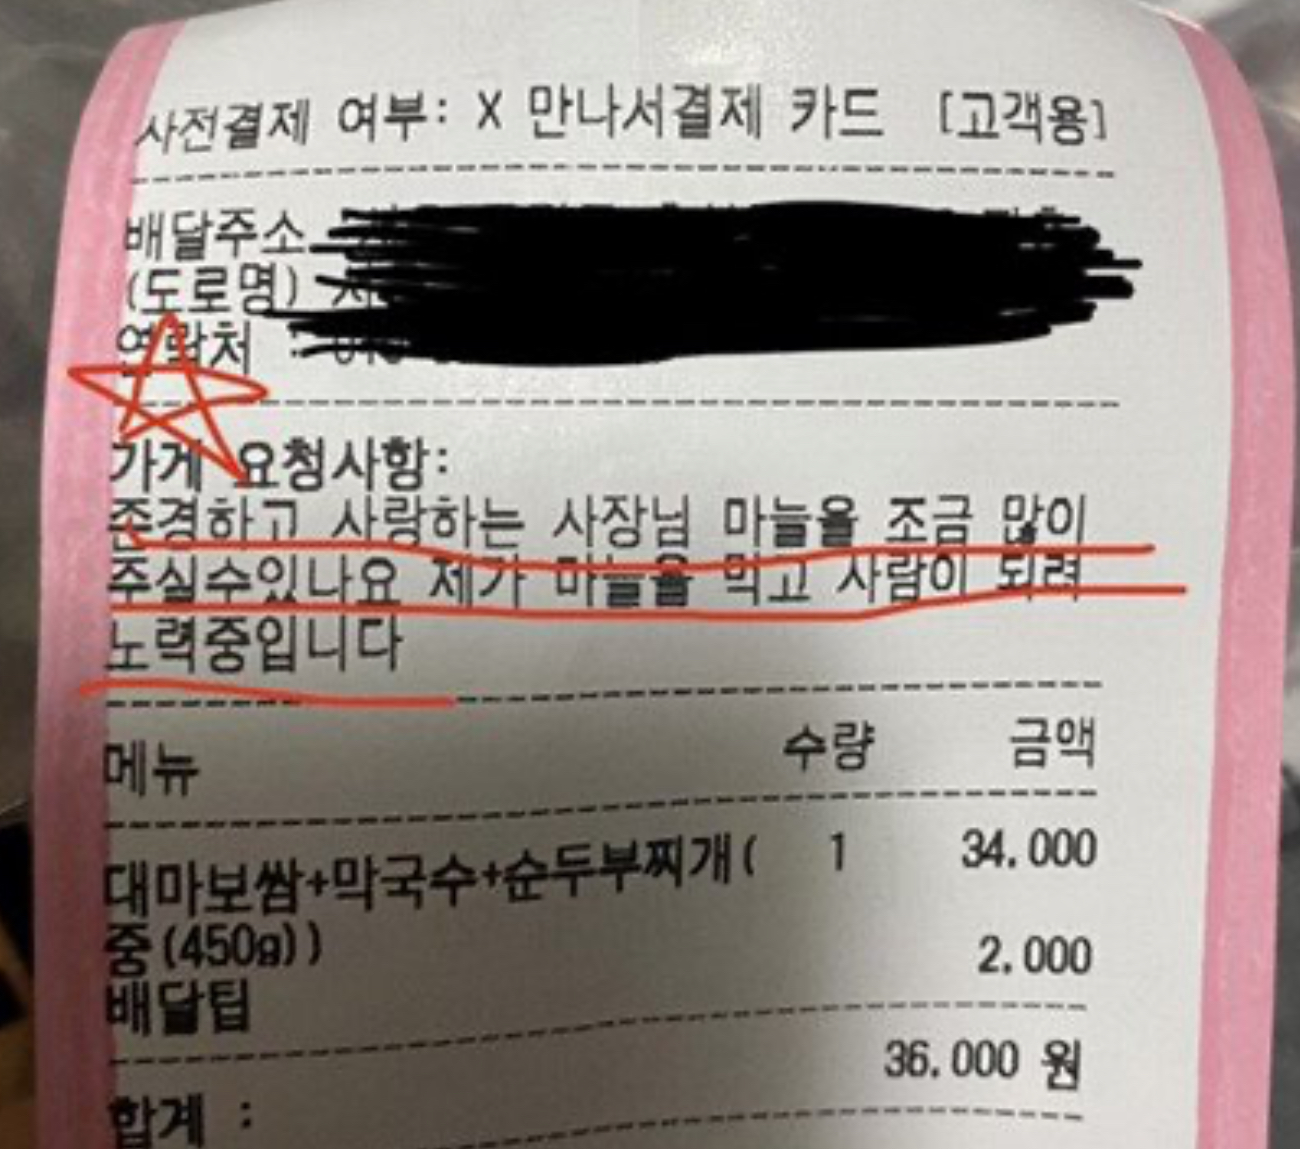 사전결제 여부: X 만나서결제 카드 [고객용]
배달주소
(도로명)
연락처 :
가게 요청사항:
존경하고 사랑하는 사장님 마늘을 조금 많이
주실수있나요 제가 마늘을 먹고 사람이 되려
노력중입니다
메뉴 수량 금액
대마보쌈+막국수+순두부찌개( 1 34,000
중(450g))
2,000
배달팁
36,000 원
합계 :